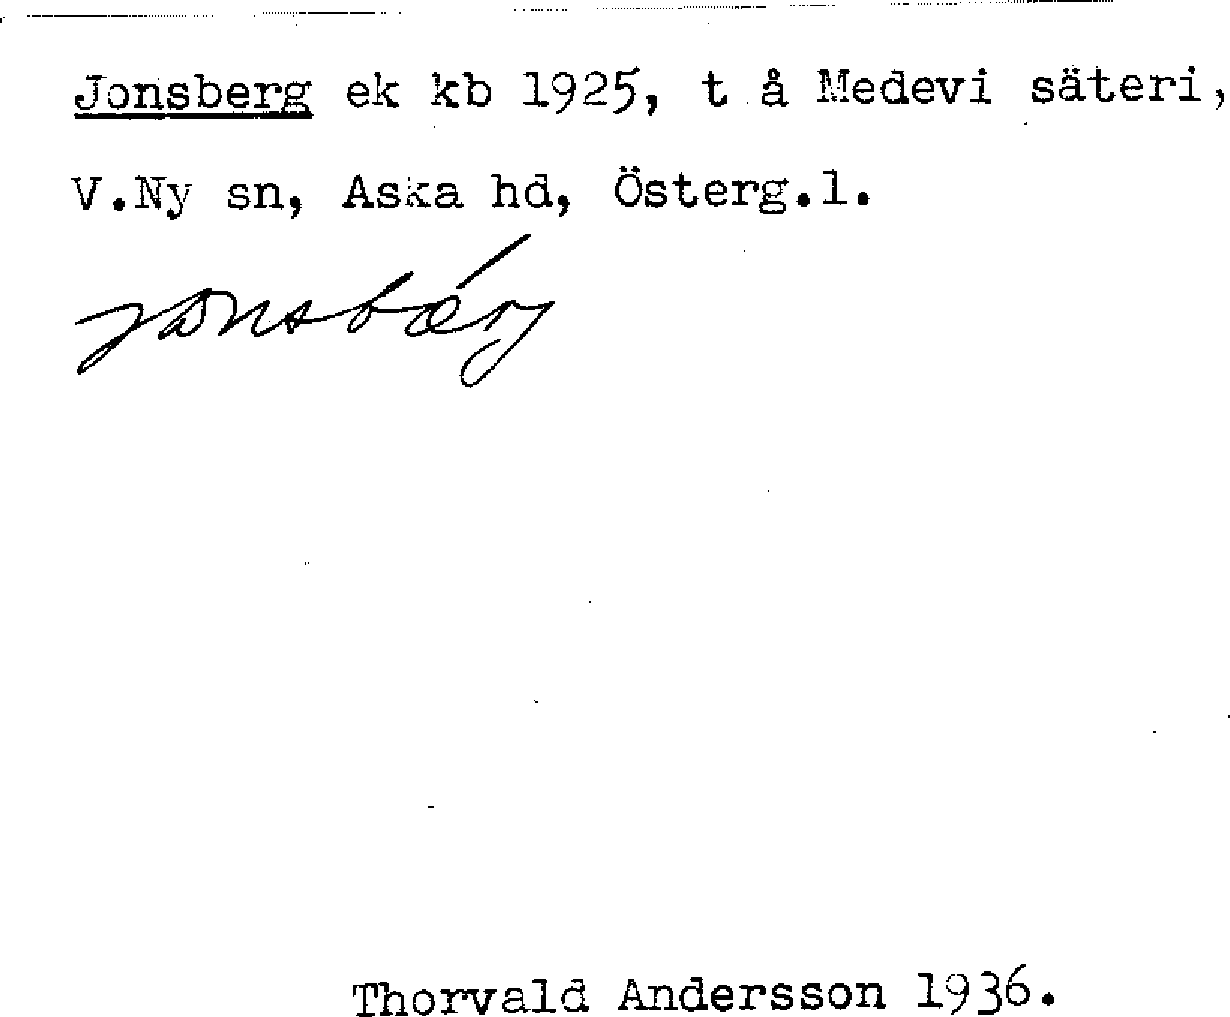 Jonsberg ek kb 1925, t å Medevi säteri,
V.Ny sn, Aska hd, Österg.l.
Thorvald Andersson 1936.